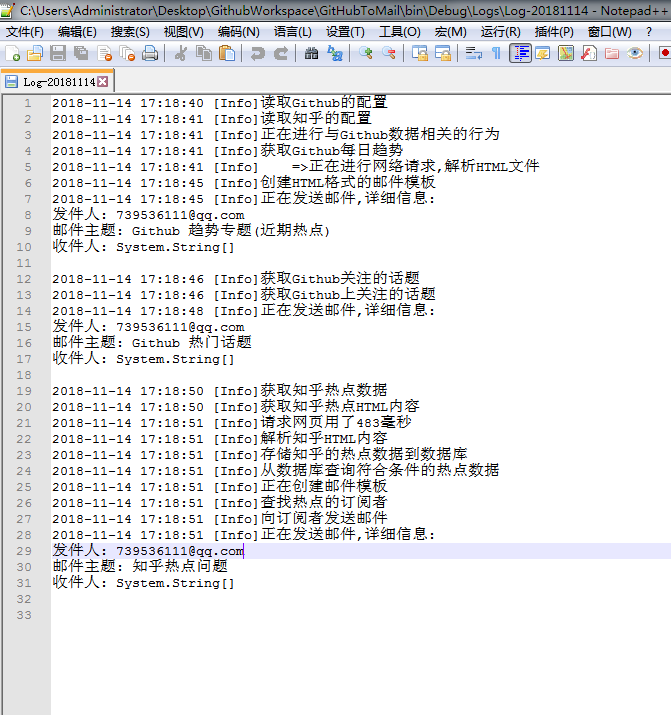 C:\Users\Administrator\Desktop\GithubWorkspace\GitHubToMail\bin\Debug\Logs\Log-20181114 - Notepad++
文件(F) 编辑(E) 搜索(S) 视图(V) 编码(N) 语言(L) 设置(T) 工具(O) 宏(M) 运行(R) 插件(P) 窗口(W) ?
Log-20181114
1 2018-11-14 17:18:40 [Info]读取Github的配置
2 2018-11-14 17:18:41 [Info]读取知乎的配置
3 2018-11-14 17:18:41 [Info]正在进行与Github数据相关的行为
4 2018-11-14 17:18:41 [Info]获取Github每日趋势
5 2018-11-14 17:18:41 [Info]    =>正在进行网络请求,解析HTML文件
6 2018-11-14 17:18:45 [Info]创建HTML格式的邮件模板
7 2018-11-14 17:18:45 [Info]正在发送邮件,详细信息:
8 发件人: 739536111@qq.com
9 邮件主题: Github 趋势专题(近期热点)
10 收件人: System.String[]
11
12 2018-11-14 17:18:46 [Info]获取Github关注的话题
13 2018-11-14 17:18:46 [Info]获取Github上关注的话题
14 2018-11-14 17:18:48 [Info]正在发送邮件,详细信息:
15 发件人: 739536111@qq.com
16 邮件主题: Github 热门话题
17 收件人: System.String[]
18
19 2018-11-14 17:18:50 [Info]获取知乎热点数据
20 2018-11-14 17:18:50 [Info]获取知乎热点HTML内容
21 2018-11-14 17:18:51 [Info]请求网页用了483毫秒
22 2018-11-14 17:18:51 [Info]解析知乎HTML内容
23 2018-11-14 17:18:51 [Info]存储知乎的热点数据到数据库
24 2018-11-14 17:18:51 [Info]从数据库查询符合条件的热点数据
25 2018-11-14 17:18:51 [Info]正在创建邮件模板
26 2018-11-14 17:18:51 [Info]查找热点的订阅者
27 2018-11-14 17:18:51 [Info]向订阅者发送邮件
28 2018-11-14 17:18:51 [Info]正在发送邮件,详细信息:
29 发件人: 739536111@qq.com
30 邮件主题: 知乎热点问题
31 收件人: System.String[]
32
33